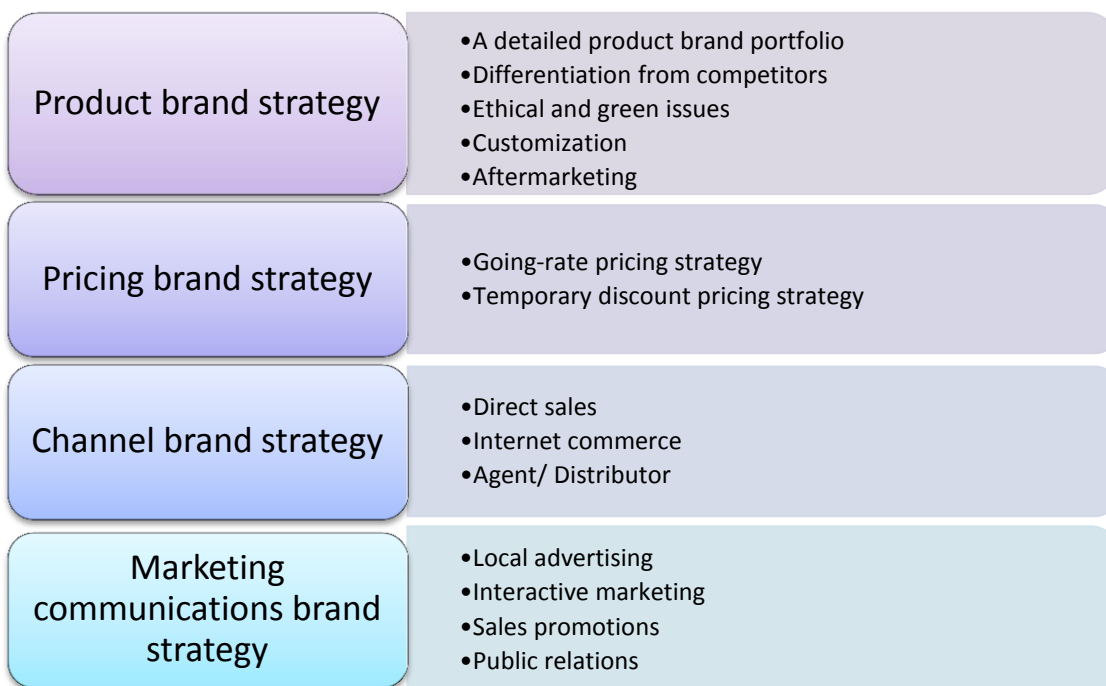 Product brand strategy
•A detailed product brand portfolio
•Differentiation from competitors
•Ethical and green issues
•Customization
•Aftermarketing
Pricing brand strategy
•Going-rate pricing strategy
•Temporary discount pricing strategy
Channel brand strategy
•Direct sales
•Internet commerce
•Agent/ Distributor
Marketing
communications brand
strategy
•Local advertising
•Interactive marketing
•Sales promotions
•Public relations